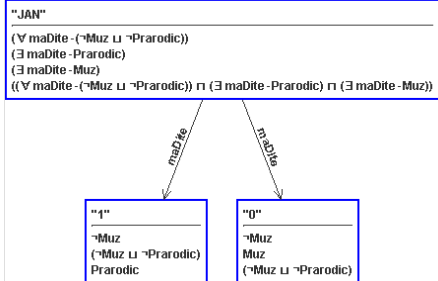 "JAN"
(∀ maDite -(¬Muz ⊔ ¬Prarodic))
(∃ maDite -Prarodic)
(∃ maDite -Muz)
((∀ maDite -(¬Muz ⊔ ¬Prarodic)) ⊓ (∃ maDite -Prarodic) ⊓ (∃ maDite -Muz))
maDite
maDite
"1"
¬Muz
(¬Muz ⊔ ¬Prarodic)
Prarodic
"0"
¬Muz
Muz
(¬Muz ⊔ ¬Prarodic)